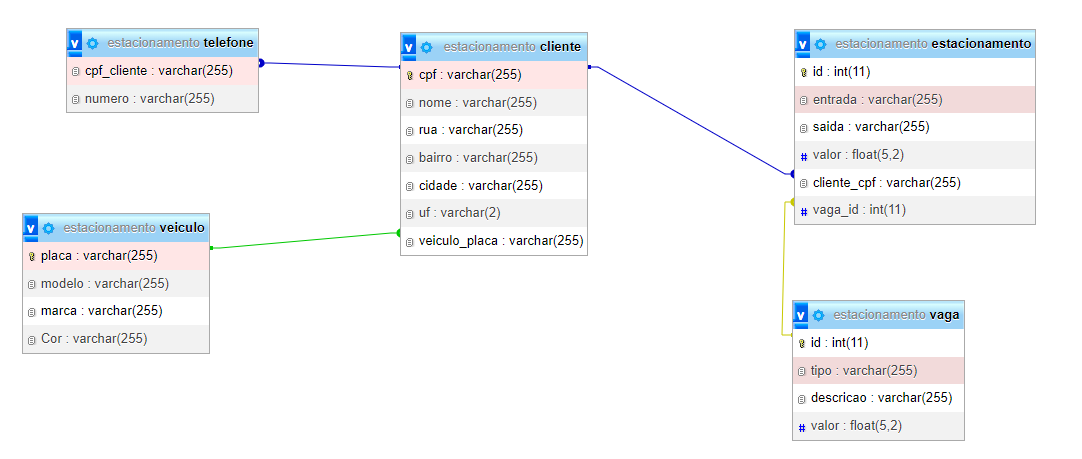 estacionamento telefone
cpf_cliente : varchar(255)
numero : varchar(255)
estacionamento cliente
cpf : varchar(255)
nome : varchar(255)
rua : varchar(255)
bairro : varchar(255)
cidade : varchar(255)
uf : varchar(2)
veiculo_placa : varchar(255)
estacionamento estacionamento
id : int(11)
entrada : varchar(255)
saida : varchar(255)
# valor : float(5,2)
cliente_cpf : varchar(255)
# vaga_id : int(11)
estacionamento veiculo
placa : varchar(255)
modelo : varchar(255)
marca : varchar(255)
Cor : varchar(255)
estacionamento vaga
id : int(11)
tipo : varchar(255)
descricao : varchar(255)
# valor : float(5,2)